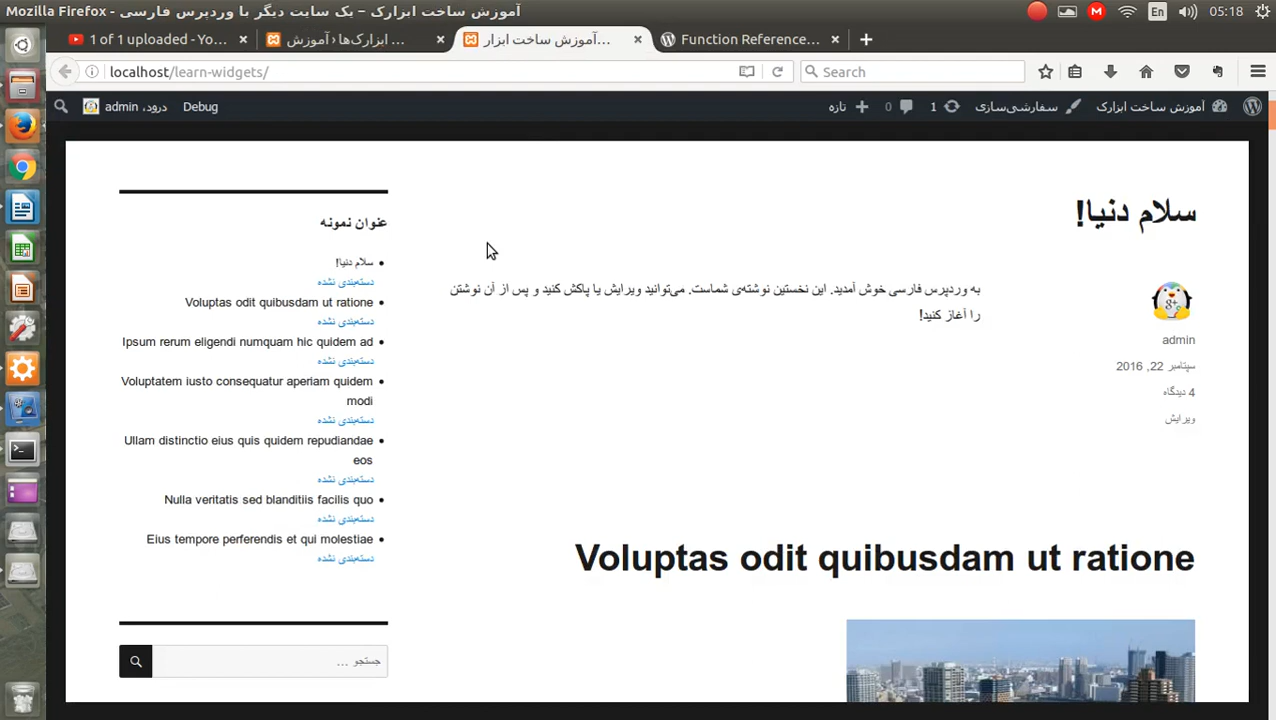 آموزش ساخت ابزارک – یک سایت دیگر با وردپرس فارسی - Mozilla Firefox
En
05:18
1 of 1 uploaded - Yo...
ابزارک‌ها ‹ آموزش ...
آموزش ساخت ابزار...
Function Reference...
localhost/learn-widgets/
Search
درود، admin
Debug
تازه
0
1
سفارشی‌سازی
آموزش ساخت ابزارک
سلام دنیا!
به وردپرس فارسی خوش آمدید. این نخستین نوشته‌ی شماست. می‌توانید ویرایش یا پاکش کنید و پس از آن نوشتن
را آغاز کنید!
admin
سپتامبر 22, 2016
4 دیدگاه
ویرایش
Voluptas odit quibusdam ut ratione
عنوان نمونه
سلام دنیا!
دسته‌بندی نشده
Voluptas odit quibusdam ut ratione
دسته‌بندی نشده
Ipsum rerum eligendi numquam hic quidem ad
دسته‌بندی نشده
Voluptatem iusto consequatur aperiam quidem
modi
دسته‌بندی نشده
Ullam distinctio eius quis quidem repudiandae
eos
دسته‌بندی نشده
Nulla veritatis sed blanditiis facilis quo
دسته‌بندی نشده
Eius tempore perferendis et qui molestiae
دسته‌بندی نشده
جستجو …